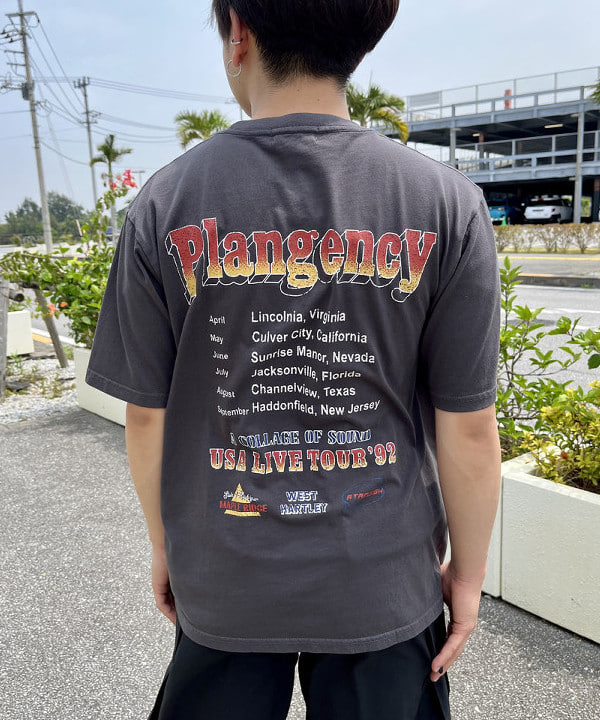 Plangency
April Lincolnia, Virginia
May Culver City, California
June Sunrise Manor, Nevada
July Jacksonville, Florida
August Channelview, Texas
September Haddonfield, New Jersey
A COLLAGE OF SOUND
USA LIVE TOUR '92
MAPLE RIDGE
WEST
HARTLEY